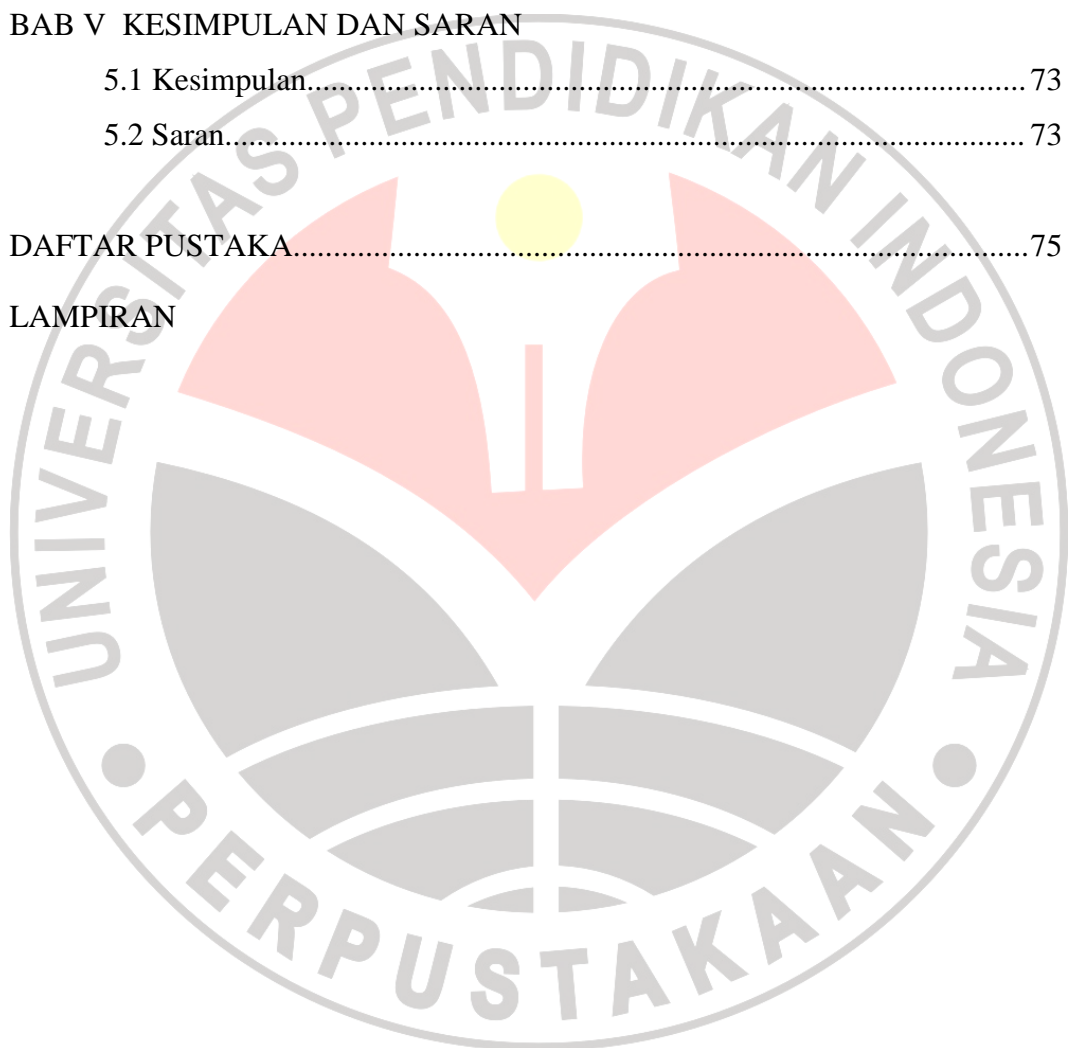 BAB V  KESIMPULAN DAN SARAN
5.1 Kesimpulan.......................................................................................... 73
5.2 Saran.................................................................................................... 73
DAFTAR PUSTAKA............................................................................................ 75
LAMPIRAN
UNIVERSITAS PENDIDIKAN INDONESIA
PERPUSTAKAAN